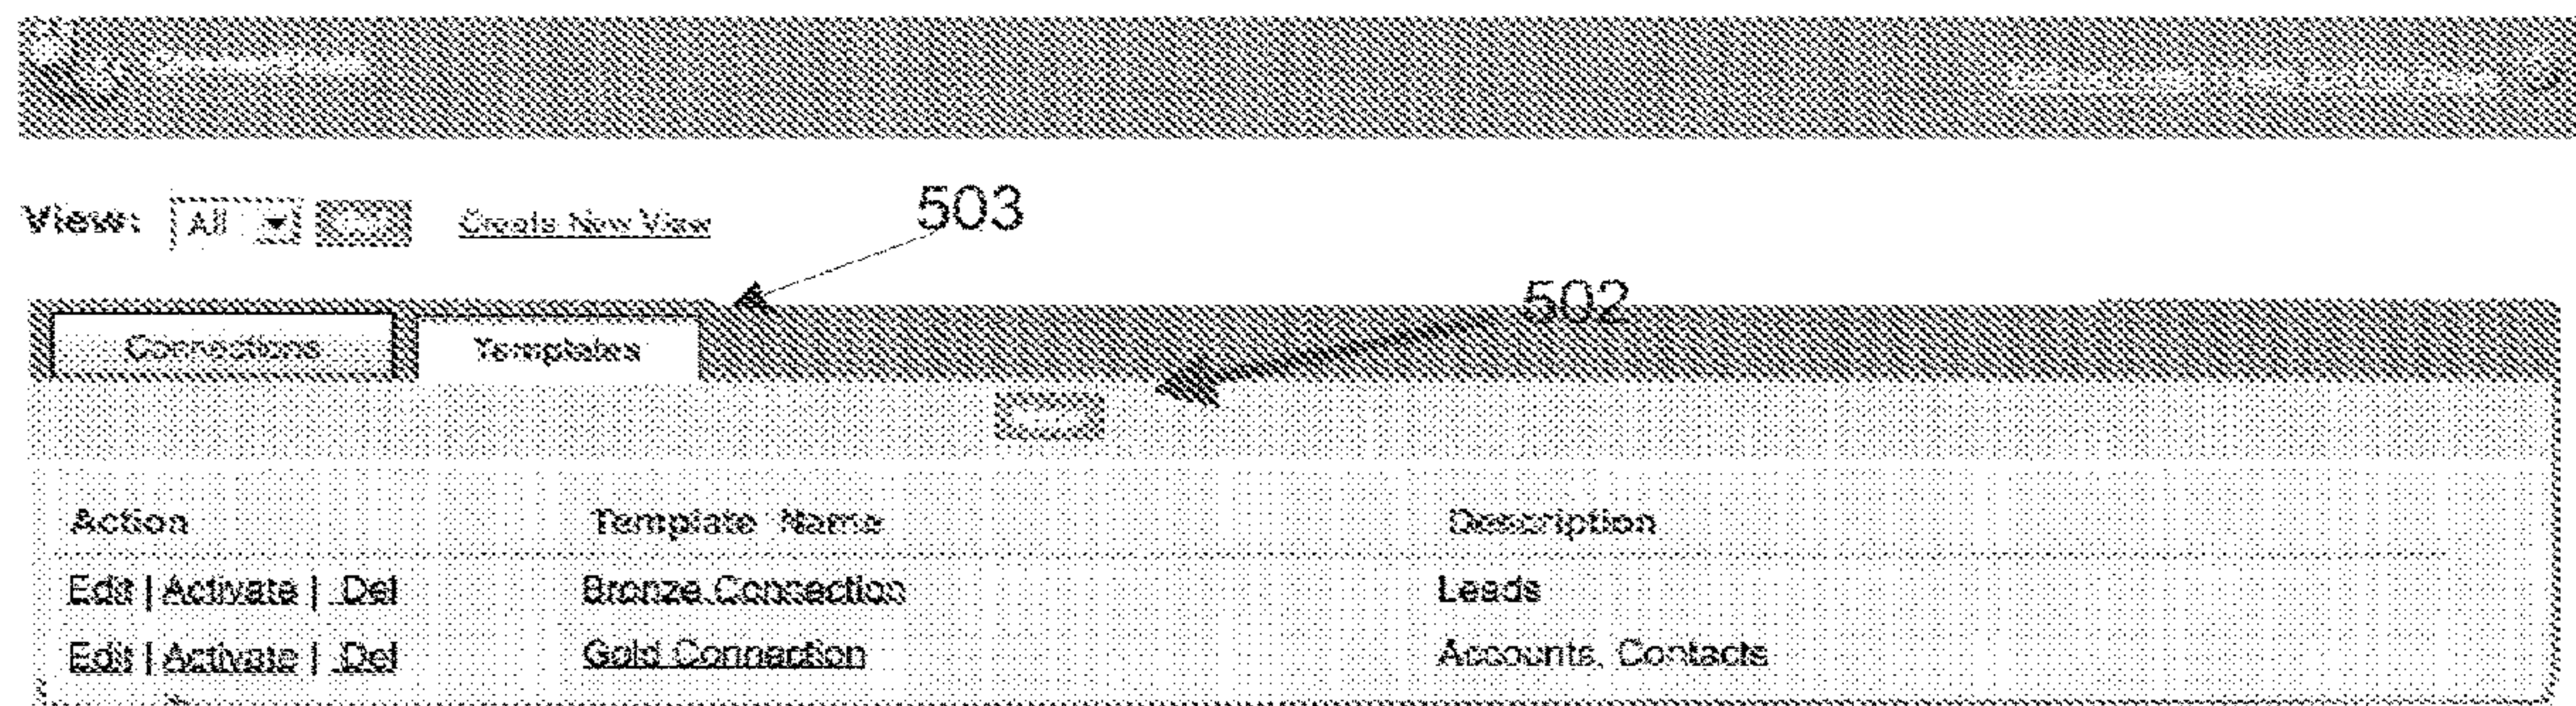 View: All Create New View 503
502
Connections Templates
Action Template Name Description
Edit | Activate | Del Bronze Connection Leads
Edit | Activate | Del Gold Connection Accounts, Contacts